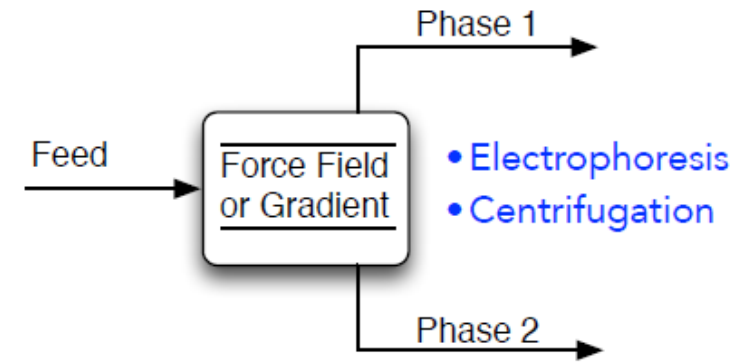 Phase 1
Feed
Force Field
or Gradient
• Electrophoresis
• Centrifugation
Phase 2